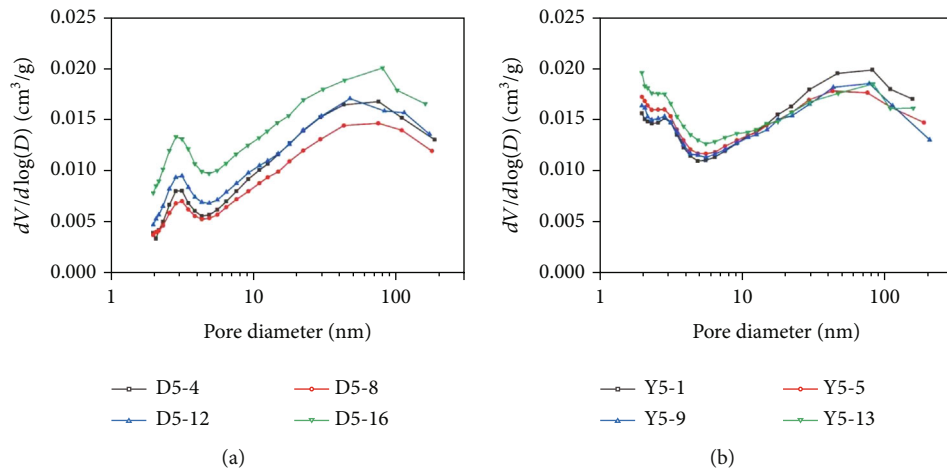 0.025
0.020
0.015
0.010
0.005
0.000
dV/dlog(D) (cm³/g)
1 10 100
Pore diameter (nm)
D5-4 D5-8
D5-12 D5-16
(a)
0.025
0.020
0.015
0.010
0.005
0.000
dV/dlog(D) (cm³/g)
1 10 100
Pore diameter (nm)
Y5-1 Y5-5
Y5-9 Y5-13
(b)